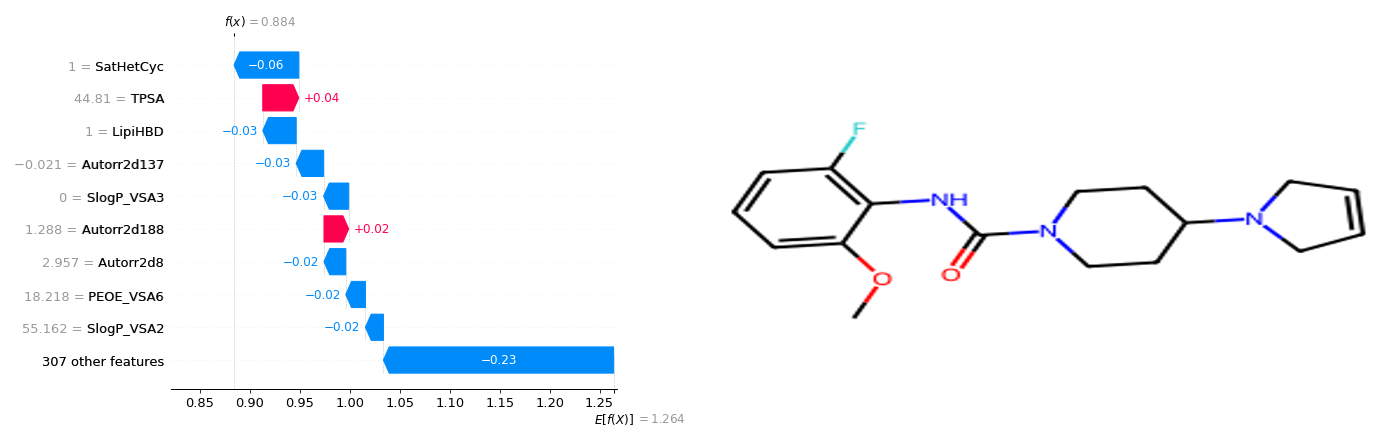 f(x) = 0.884
1 = SatHetCyc
−0.06
44.81 = TPSA
+0.04
1 = LipiHBD
−0.03
−0.021 = Autorr2d137
−0.03
0 = SlogP_VSA3
−0.03
1.288 = Autorr2d188
+0.02
2.957 = Autorr2d8
−0.02
18.218 = PEOE_VSA6
−0.02
55.162 = SlogP_VSA2
−0.02
307 other features
−0.23
0.85 0.90 0.95 1.00 1.05 1.10 1.15 1.20 1.25
E[f(X)] = 1.264
F
NH
N
N
O
O